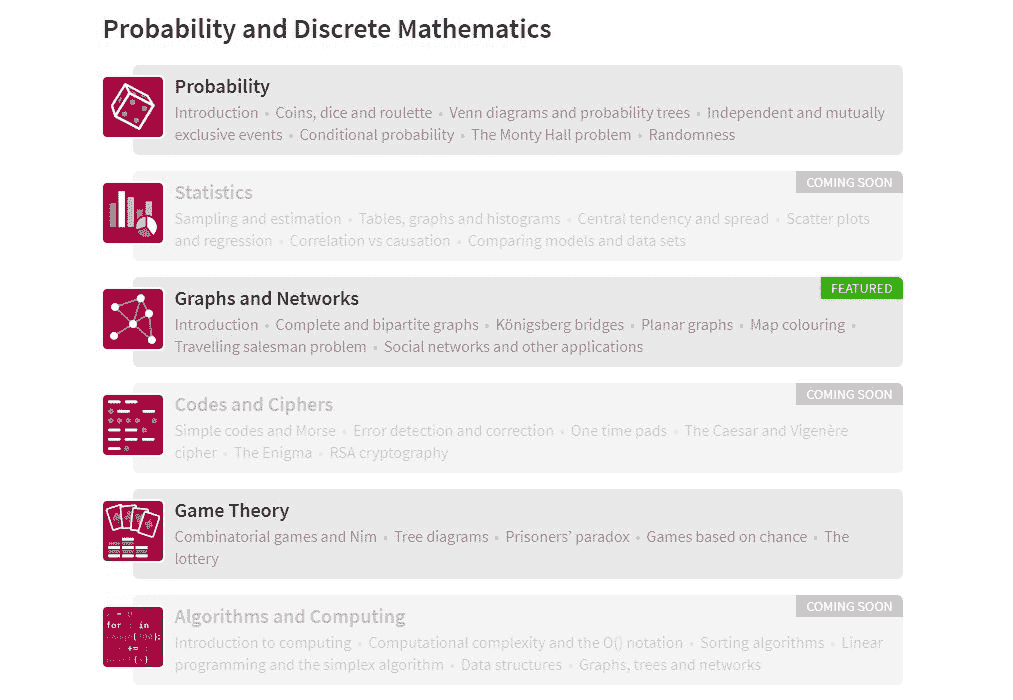 Probability and Discrete Mathematics
Probability
Introduction • Coins, dice and roulette • Venn diagrams and probability trees • Independent and mutually
exclusive events • Conditional probability • The Monty Hall problem • Randomness
COMING SOON
Statistics
Sampling and estimation • Tables, graphs and histograms • Central tendency and spread • Scatter plots
and regression • Correlation vs causation • Comparing models and data sets
FEATURED
Graphs and Networks
Introduction • Complete and bipartite graphs • Königsberg bridges • Planar graphs • Map colouring •
Travelling salesman problem • Social networks and other applications
COMING SOON
Codes and Ciphers
Simple codes and Morse • Error detection and correction • One time pads • The Caesar and Vigenère
cipher • The Enigma • RSA cryptography
Game Theory
Combinatorial games and Nim • Tree diagrams • Prisoners’ paradox • Games based on chance • The
lottery
COMING SOON
for : in
+= :
Algorithms and Computing
Introduction to computing • Computational complexity and the O() notation • Sorting algorithms • Linear
programming and the simplex algorithm • Data structures • Graphs, trees and networks